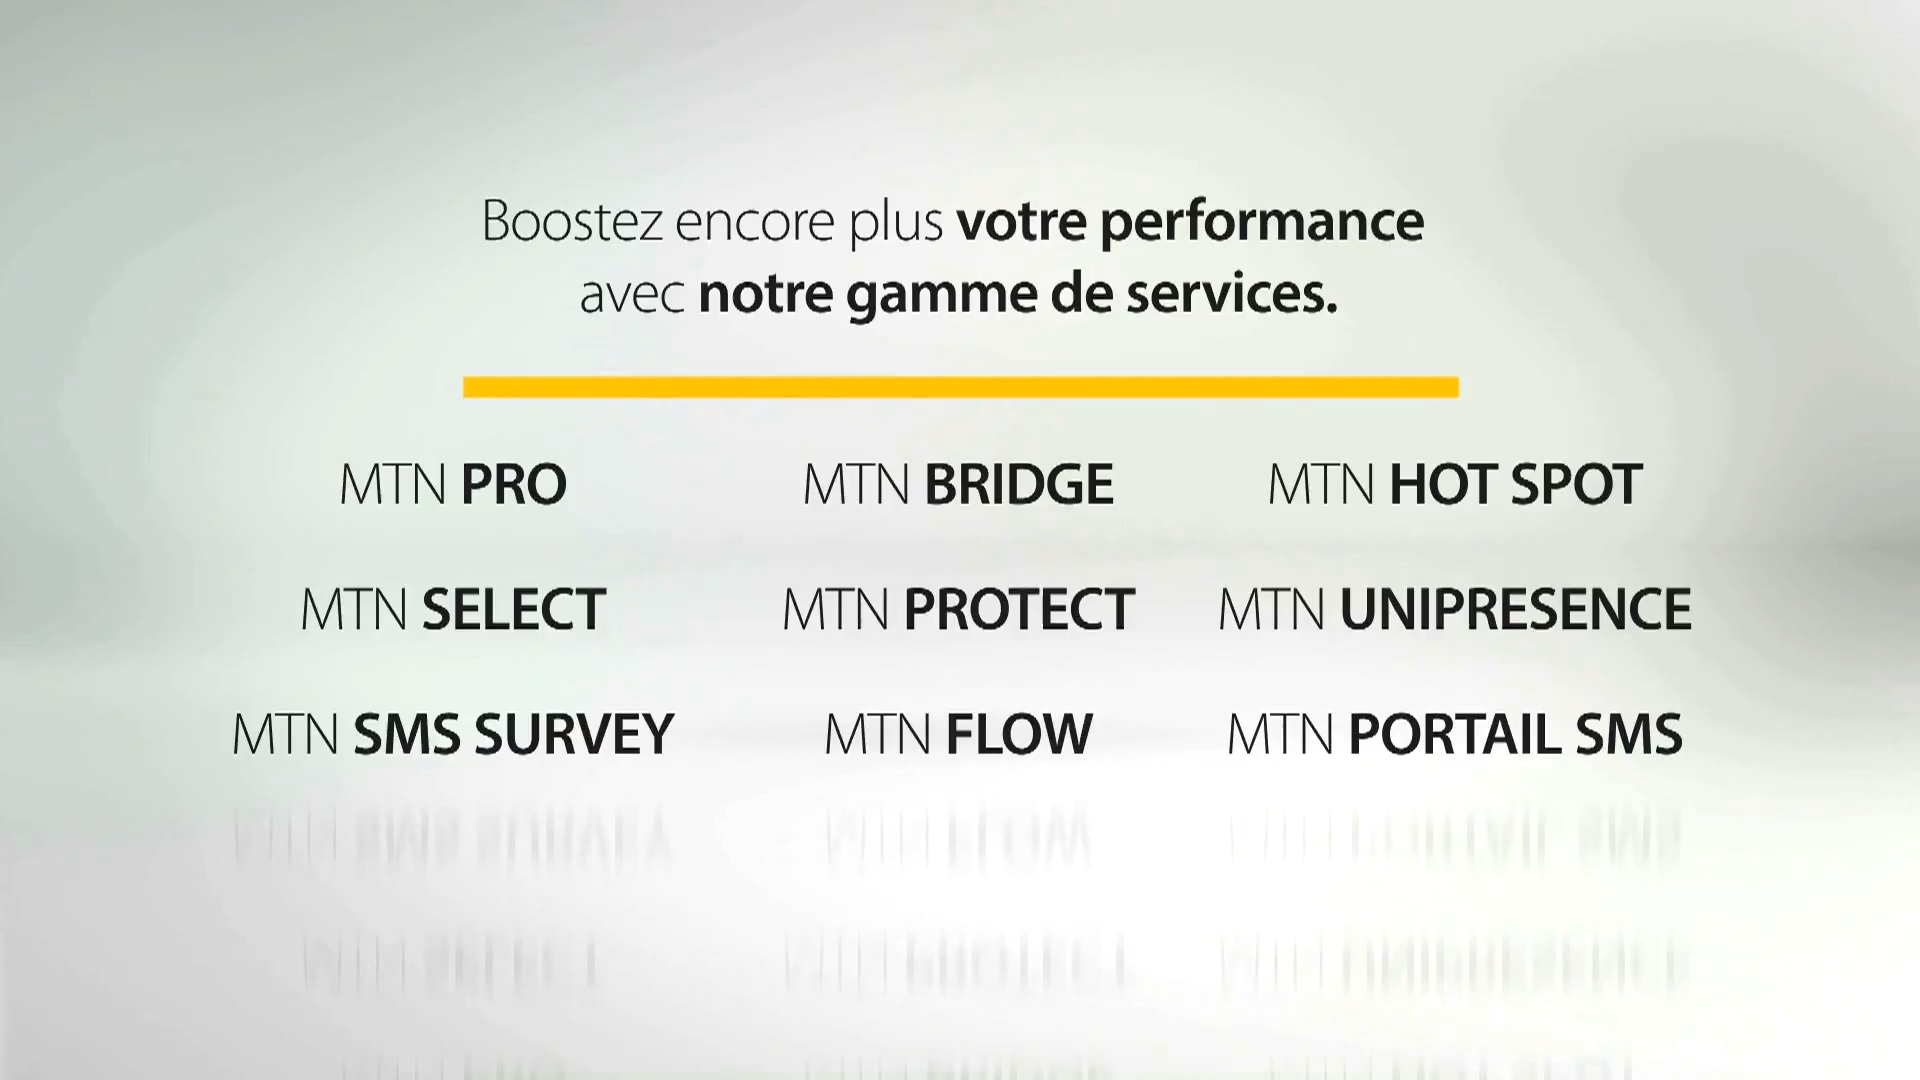 Boostez encore plus votre performance
avec notre gamme de services.
MTN PRO
MTN BRIDGE
MTN HOT SPOT
MTN SELECT
MTN PROTECT
MTN UNIPRESENCE
MTN SMS SURVEY
MTN FLOW
MTN PORTAIL SMS